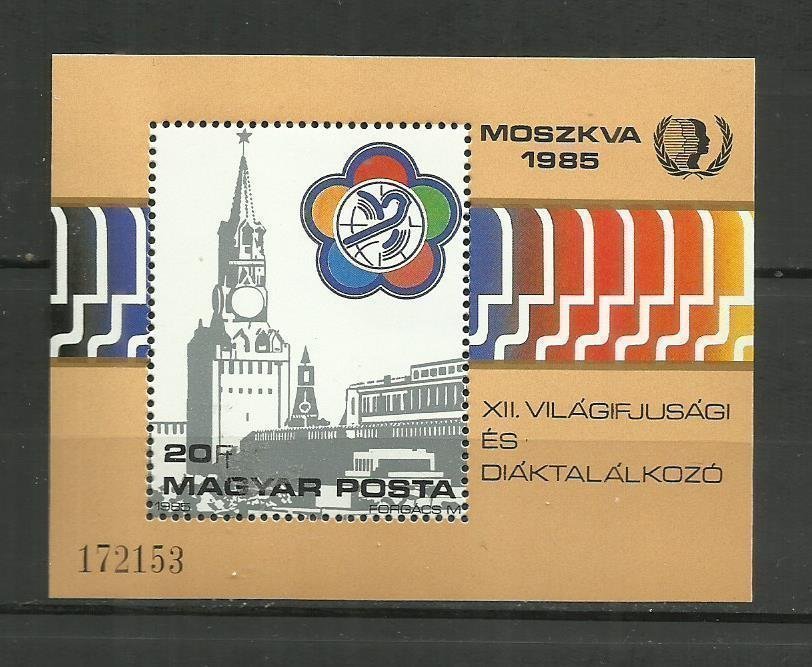 MOSZKVA
1985
XII. VILÁGIFJUSÁGI
ÉS
DIÁKTALÁLKOZÓ
20Ft
MAGYAR POSTA
1985
FORGÁCS M
172153